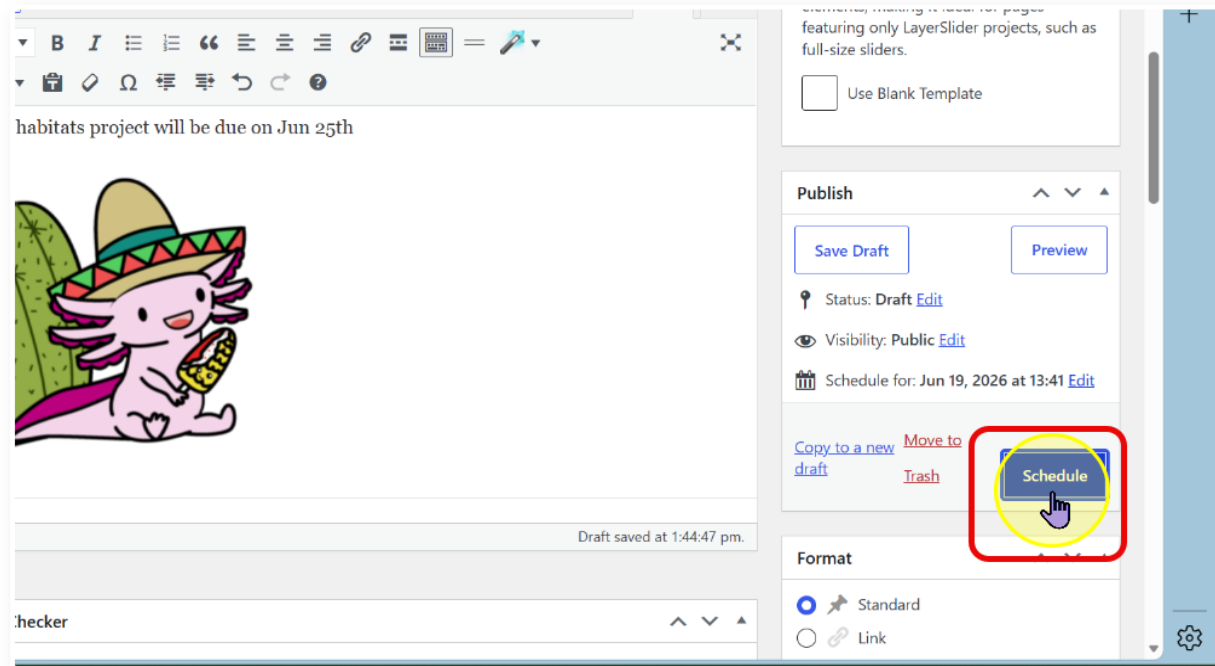 featuring only LayerSlider projects, such as
full-size sliders.
Use Blank Template
habitats project will be due on Jun 25th
Publish
Save Draft
Preview
Status: Draft Edit
Visibility: Public Edit
Schedule for: Jun 19, 2026 at 13:41 Edit
Copy to a new
draft
Move to
Trash
Schedule
Draft saved at 1:44:47 pm.
Format
Standard
Link
Checker